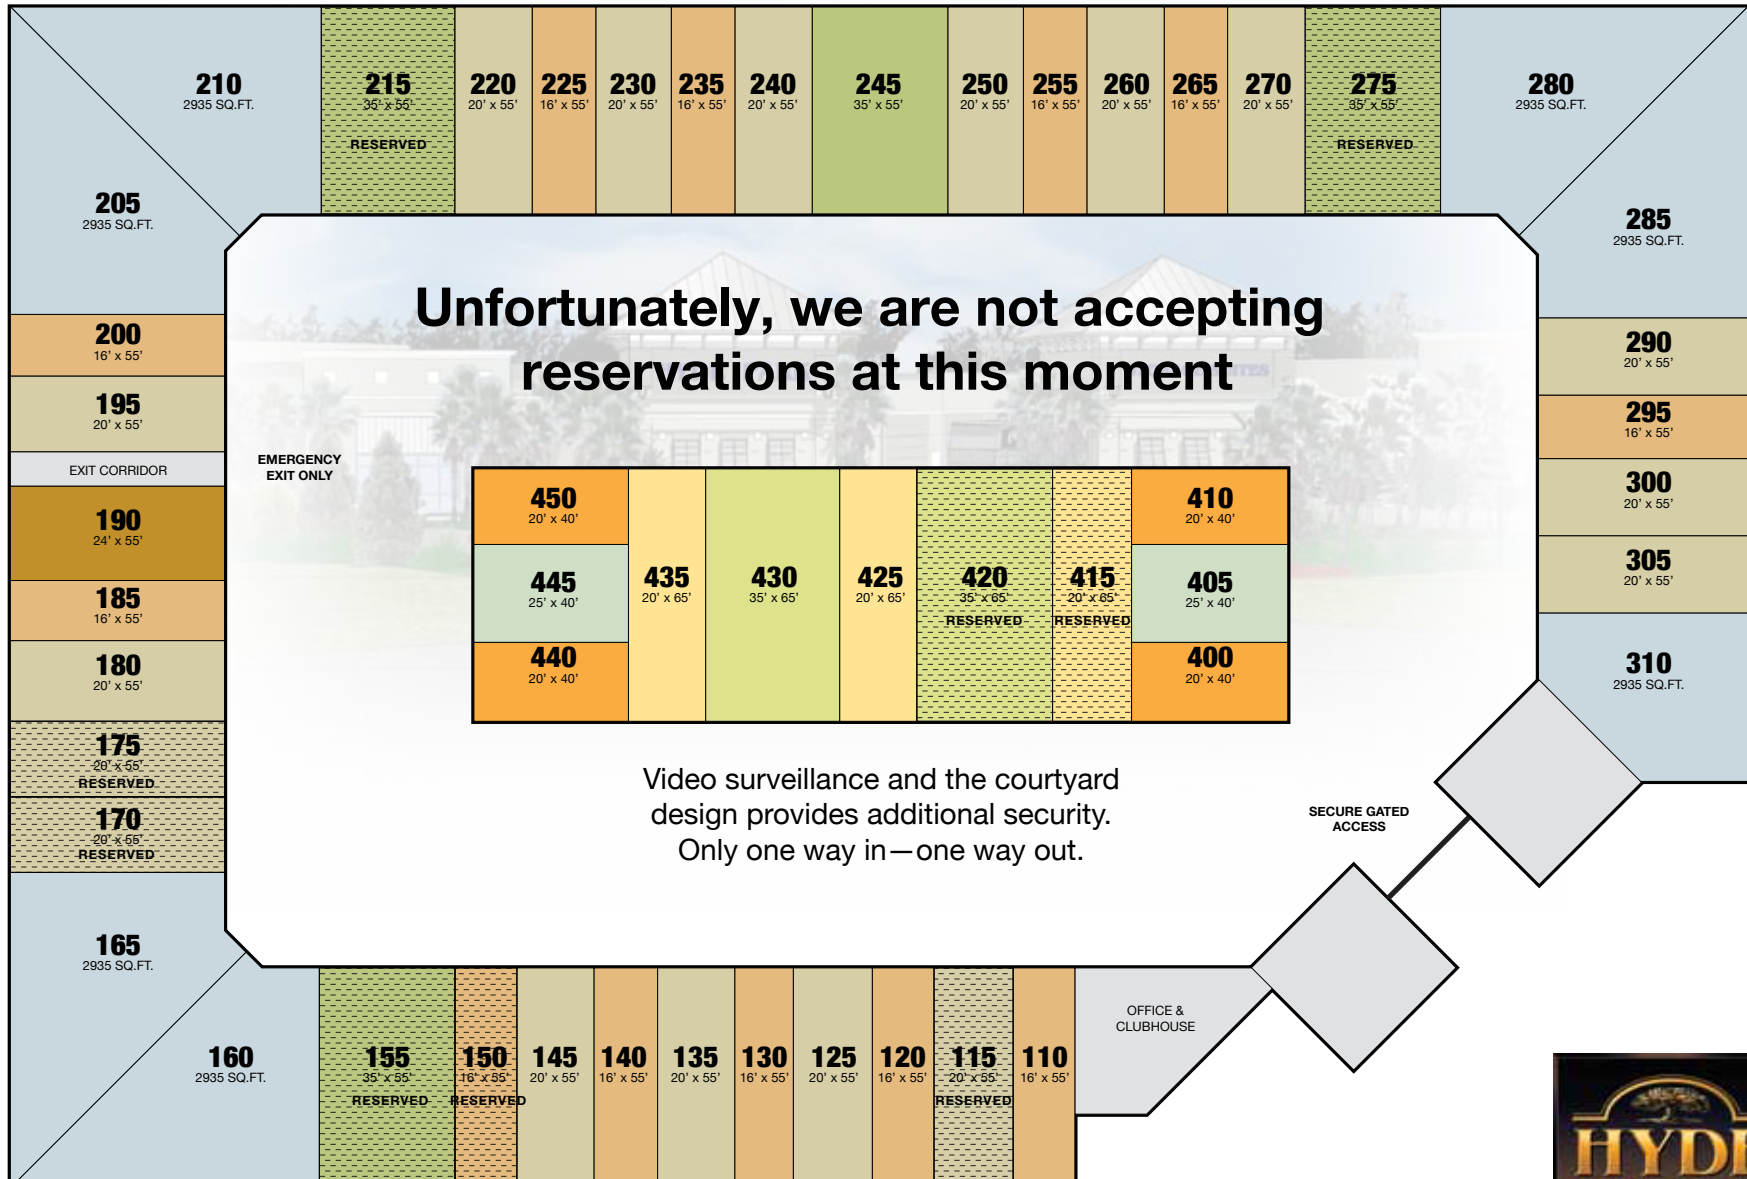 210
2935 SQ.FT.
215
35' x 55'
RESERVED
220
20' x 55'
225
16' x 55'
230
20' x 55'
235
16' x 55'
240
20' x 55'
245
35' x 55'
250
20' x 55'
255
16' x 55'
260
20' x 55'
265
16' x 55'
270
20' x 55'
275
35' x 55'
RESERVED
280
2935 SQ.FT.
205
2935 SQ.FT.
285
2935 SQ.FT.
Unfortunately, we are not accepting
reservations at this moment
200
16' x 55'
195
20' x 55'
EXIT CORRIDOR
190
24' x 55'
185
16' x 55'
180
20' x 55'
175
20' x 55'
RESERVED
170
20' x 55'
RESERVED
165
2935 SQ.FT.
EMERGENCY
EXIT ONLY
450
20' x 40'
445
25' x 40'
440
20' x 40'
435
20' x 65'
430
35' x 65'
425
20' x 65'
420
35' x 65'
RESERVED
415
20' x 65'
RESERVED
410
20' x 40'
405
25' x 40'
400
20' x 40'
290
20' x 55'
295
16' x 55'
300
20' x 55'
305
20' x 55'
310
2935 SQ.FT.
Video surveillance and the courtyard
design provides additional security.
Only one way in—one way out.
SECURE GATED
ACCESS
160
2935 SQ.FT.
155
35' x 55'
RESERVED
150
16' x 55'
RESERVED
145
20' x 55'
140
16' x 55'
135
20' x 55'
130
16' x 55'
125
20' x 55'
120
16' x 55'
115
20' x 55'
RESERVED
110
16' x 55'
OFFICE &
CLUBHOUSE
HYDE